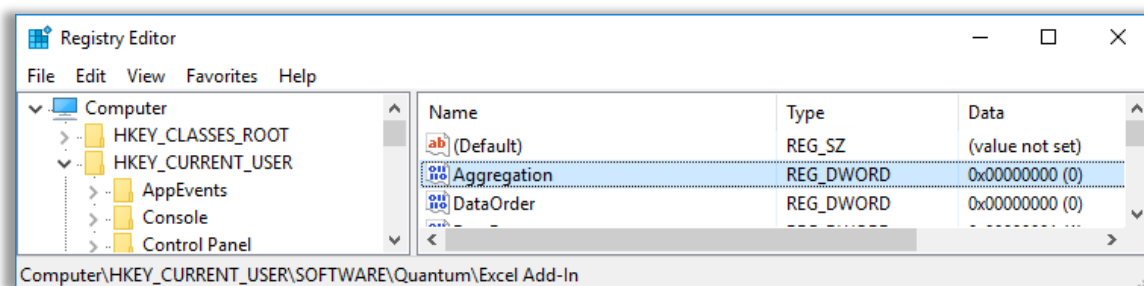 Registry Editor
File Edit View Favorites Help
Computer
HKEY_CLASSES_ROOT
HKEY_CURRENT_USER
AppEvents
Console
Control Panel
Name Type Data
(Default) REG_SZ (value not set)
Aggregation REG_DWORD 0x00000000 (0)
DataOrder REG_DWORD 0x00000000 (0)
Computer\HKEY_CURRENT_USER\SOFTWARE\Quantum\Excel Add-In